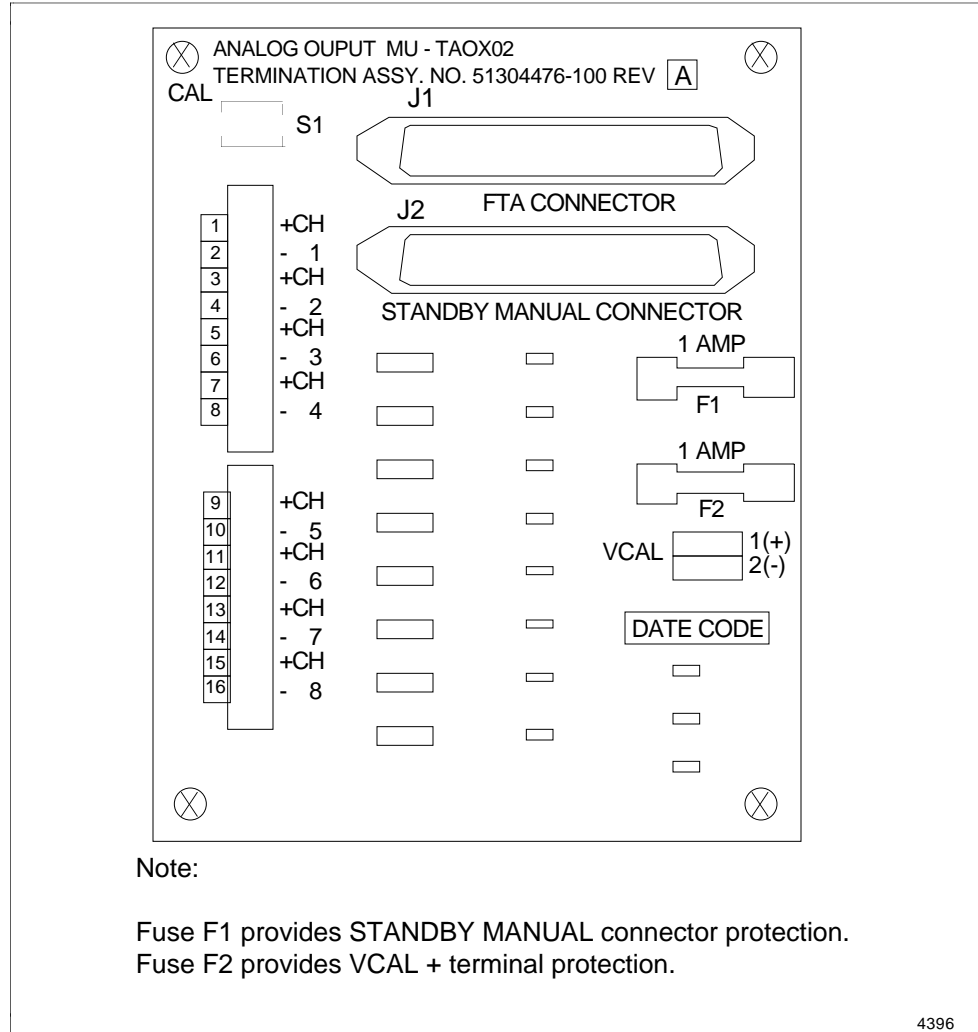 ANALOG OUPUT MU - TAOX02
TERMINATION ASSY. NO. 51304476-100 REV A
CAL
S1
J1
FTA CONNECTOR
J2
STANDBY MANUAL CONNECTOR
1 +CH
2 - 1
3 +CH
4 - 2
5 +CH
6 - 3
7 +CH
8 - 4
9 +CH
10 - 5
11 +CH
12 - 6
13 +CH
14 - 7
15 +CH
16 - 8
1 AMP
F1
1 AMP
F2
VCAL 1(+)
2(-)
DATE CODE
Note:
Fuse F1 provides STANDBY MANUAL connector protection.
Fuse F2 provides VCAL + terminal protection.
4396